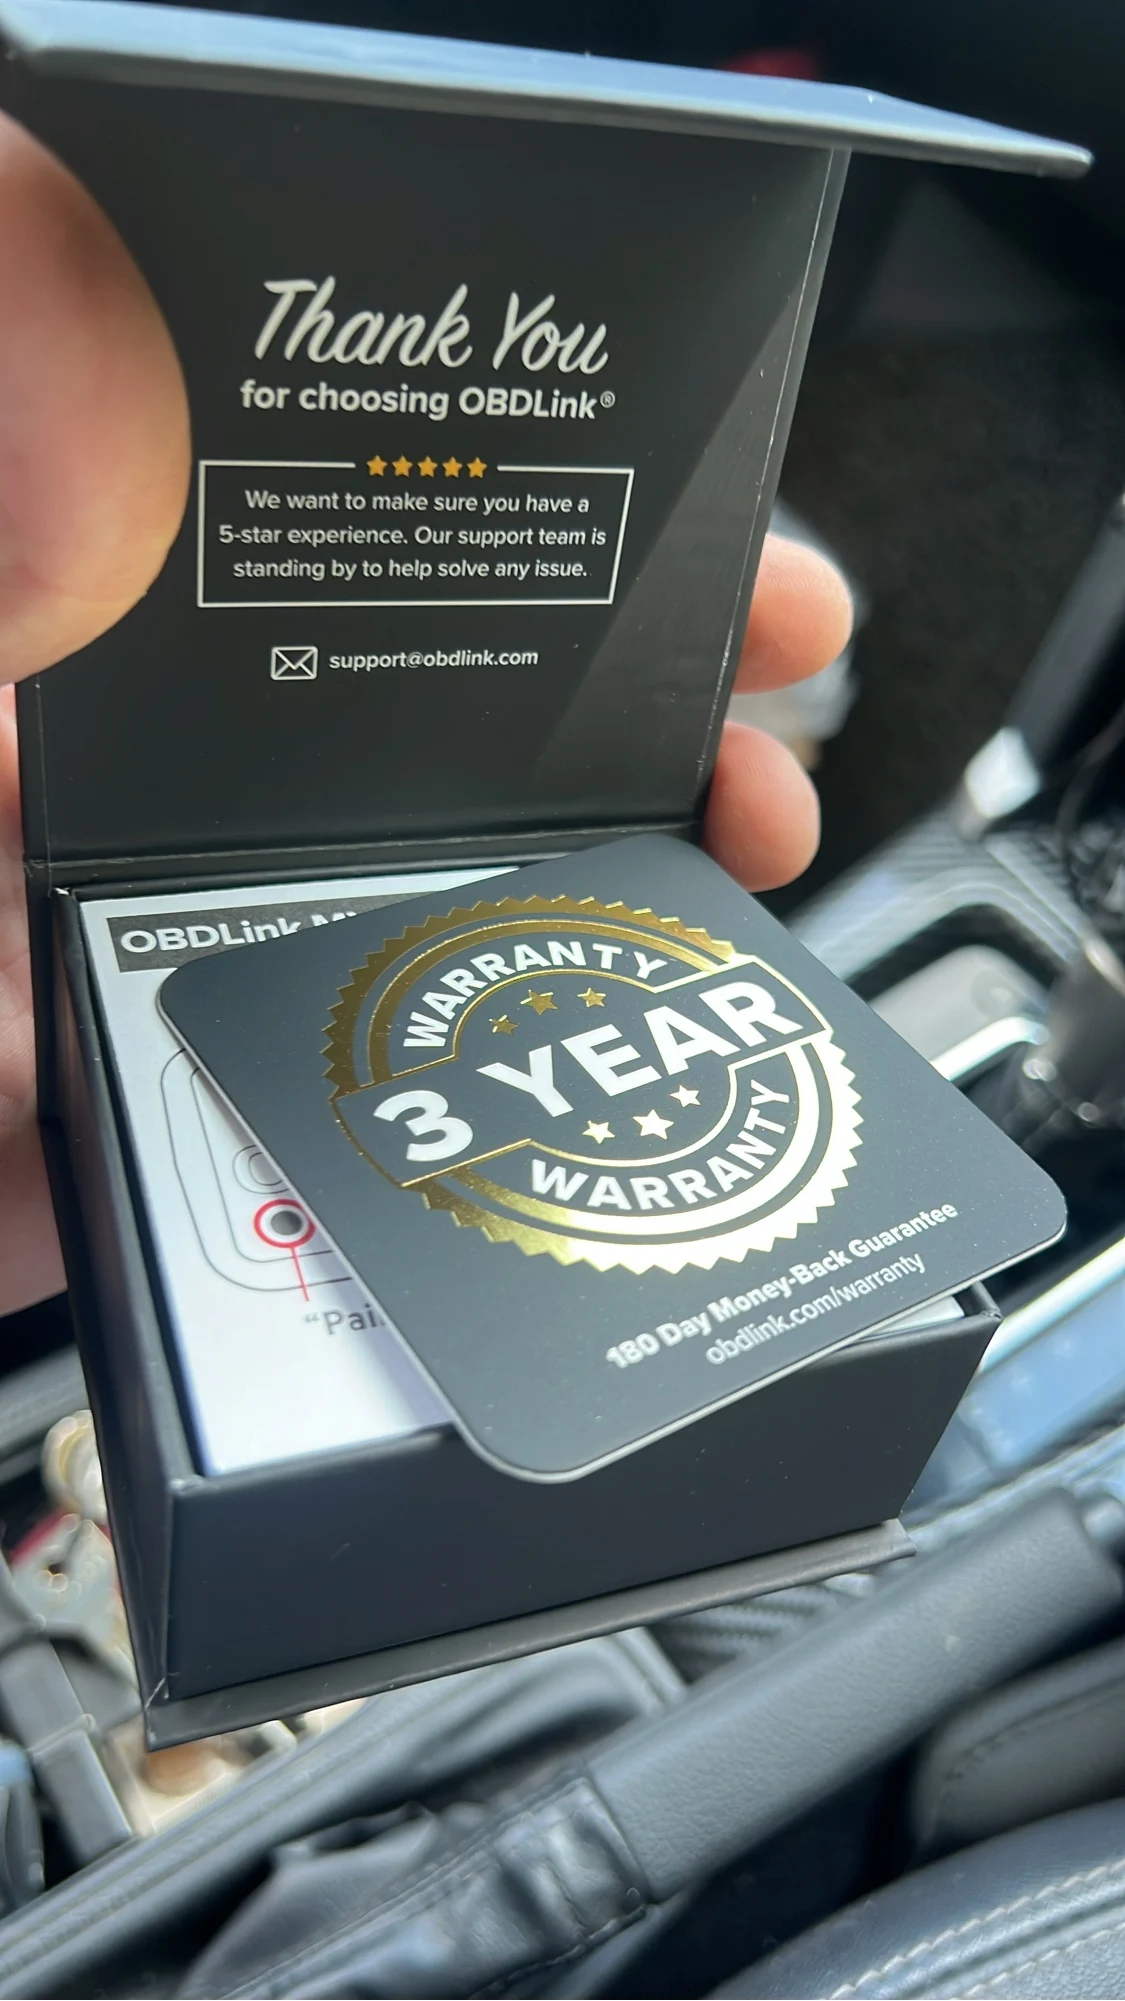 Thank You
for choosing OBDLink®
We want to make sure you have a
5-star experience. Our support team is
standing by to help solve any issue.
support@obdlink.com
OBDLink
WARRANTY
3 YEAR
WARRANTY
180 Day Money-Back Guarantee
obdlink.com/warranty